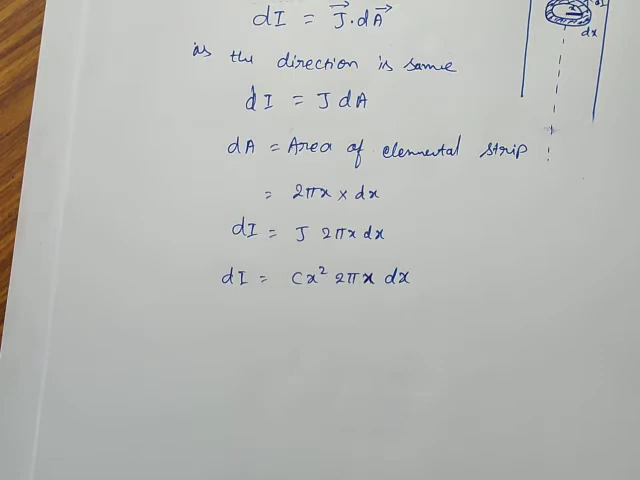 dI = J⃗.dA⃗
as the direction is same
dI = J dA
dA = Area of elemental strip
= 2πx × dx
dI = J 2πx dx
dI = Cx² 2πx dx
dI
dx